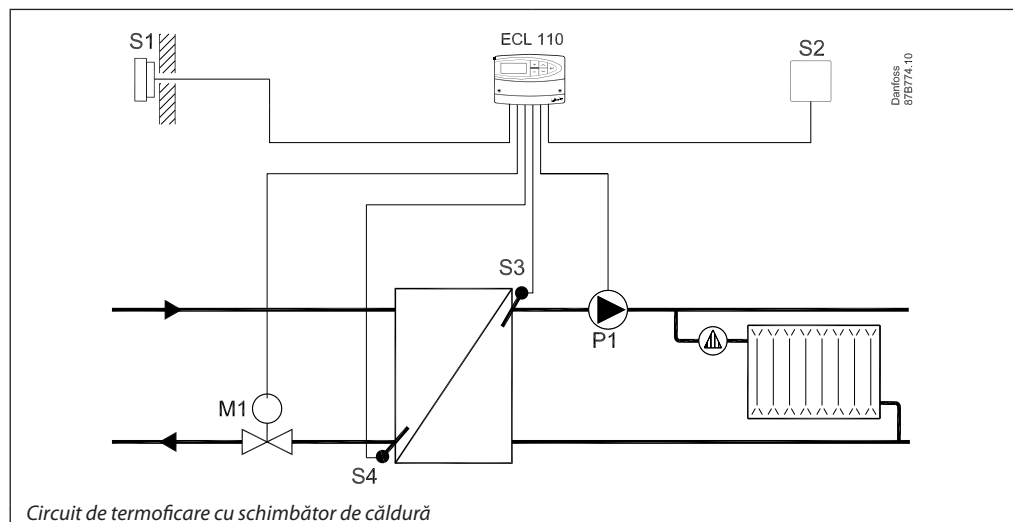 S1
ECL 110
S2
Danfoss
87B774.10
S3
P1
M1
S4
Circuit de termoficare cu schimbător de căldură